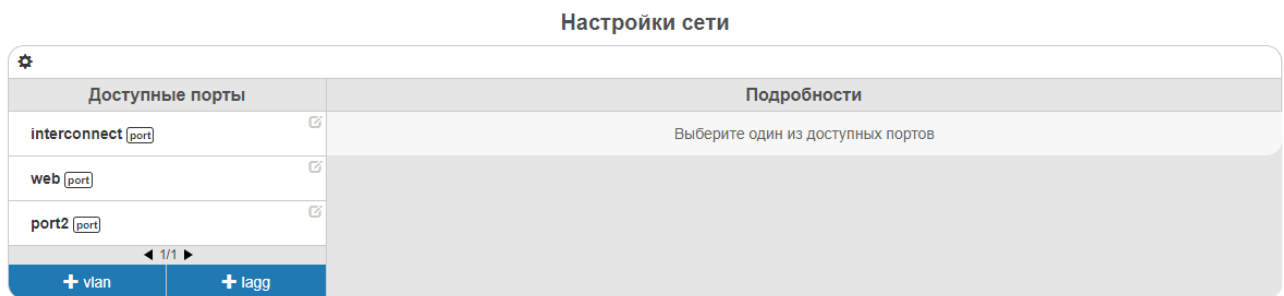 Настройки сети
Доступные порты
Подробности
interconnect port
Выберите один из доступных портов
web port
port2 port
1/1
vlan
lagg